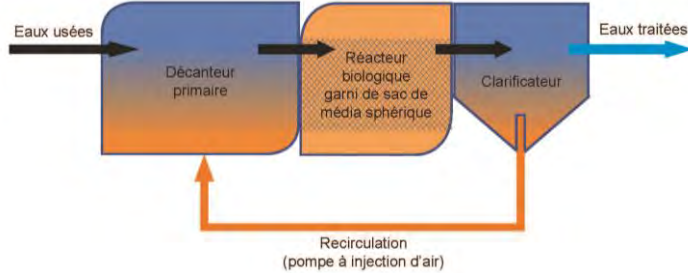 Eaux usées
Décanteur
primaire
Réacteur
biologique
garni de sac de
média sphérique
Clarificateur
Eaux traitées
Recirculation
(pompe à injection d'air)